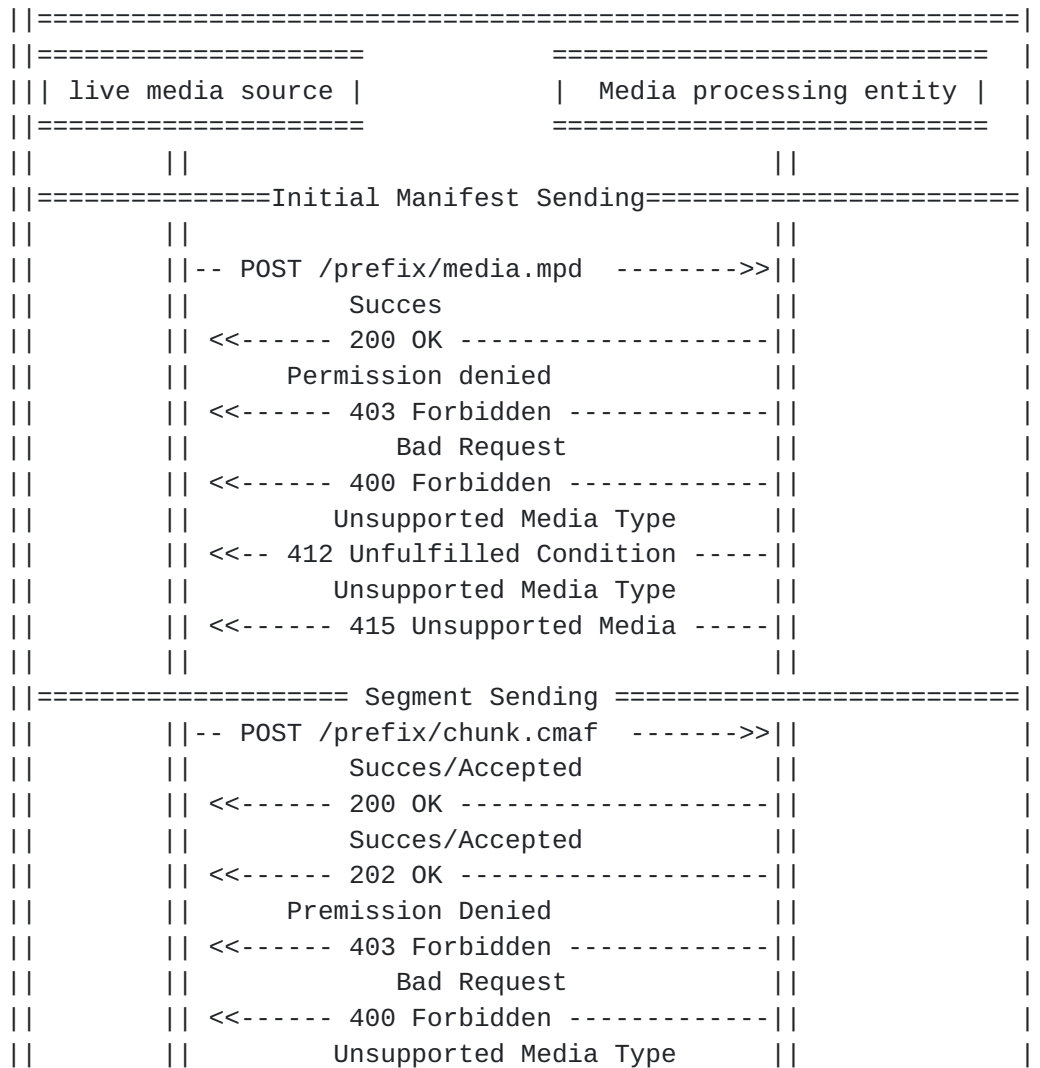 ||===============================================================|
||===================== ============================ |
||| live media source | | Media processing entity | |
||===================== ============================ |
|| || || |
||===============Initial Manifest Sending========================|
|| || || |
|| ||-- POST /prefix/media.mpd -------->>|| |
|| || Succes || |
|| || <<------ 200 OK --------------------|| |
|| || Permission denied || |
|| || <<------ 403 Forbidden -------------|| |
|| || Bad Request || |
|| || <<------ 400 Forbidden -------------|| |
|| || Unsupported Media Type || |
|| || <<-- 412 Unfulfilled Condition -----|| |
|| || Unsupported Media Type || |
|| || <<------ 415 Unsupported Media -----|| |
|| || || |
||==================== Segment Sending ==========================|
|| ||-- POST /prefix/chunk.cmaf ------->>|| |
|| || Succes/Accepted || |
|| || <<------ 200 OK --------------------|| |
|| || Succes/Accepted || |
|| || <<------ 202 OK --------------------|| |
|| || Premission Denied || |
|| || <<------ 403 Forbidden -------------|| |
|| || Bad Request || |
|| || <<------ 400 Forbidden -------------|| |
|| || Unsupported Media Type || |